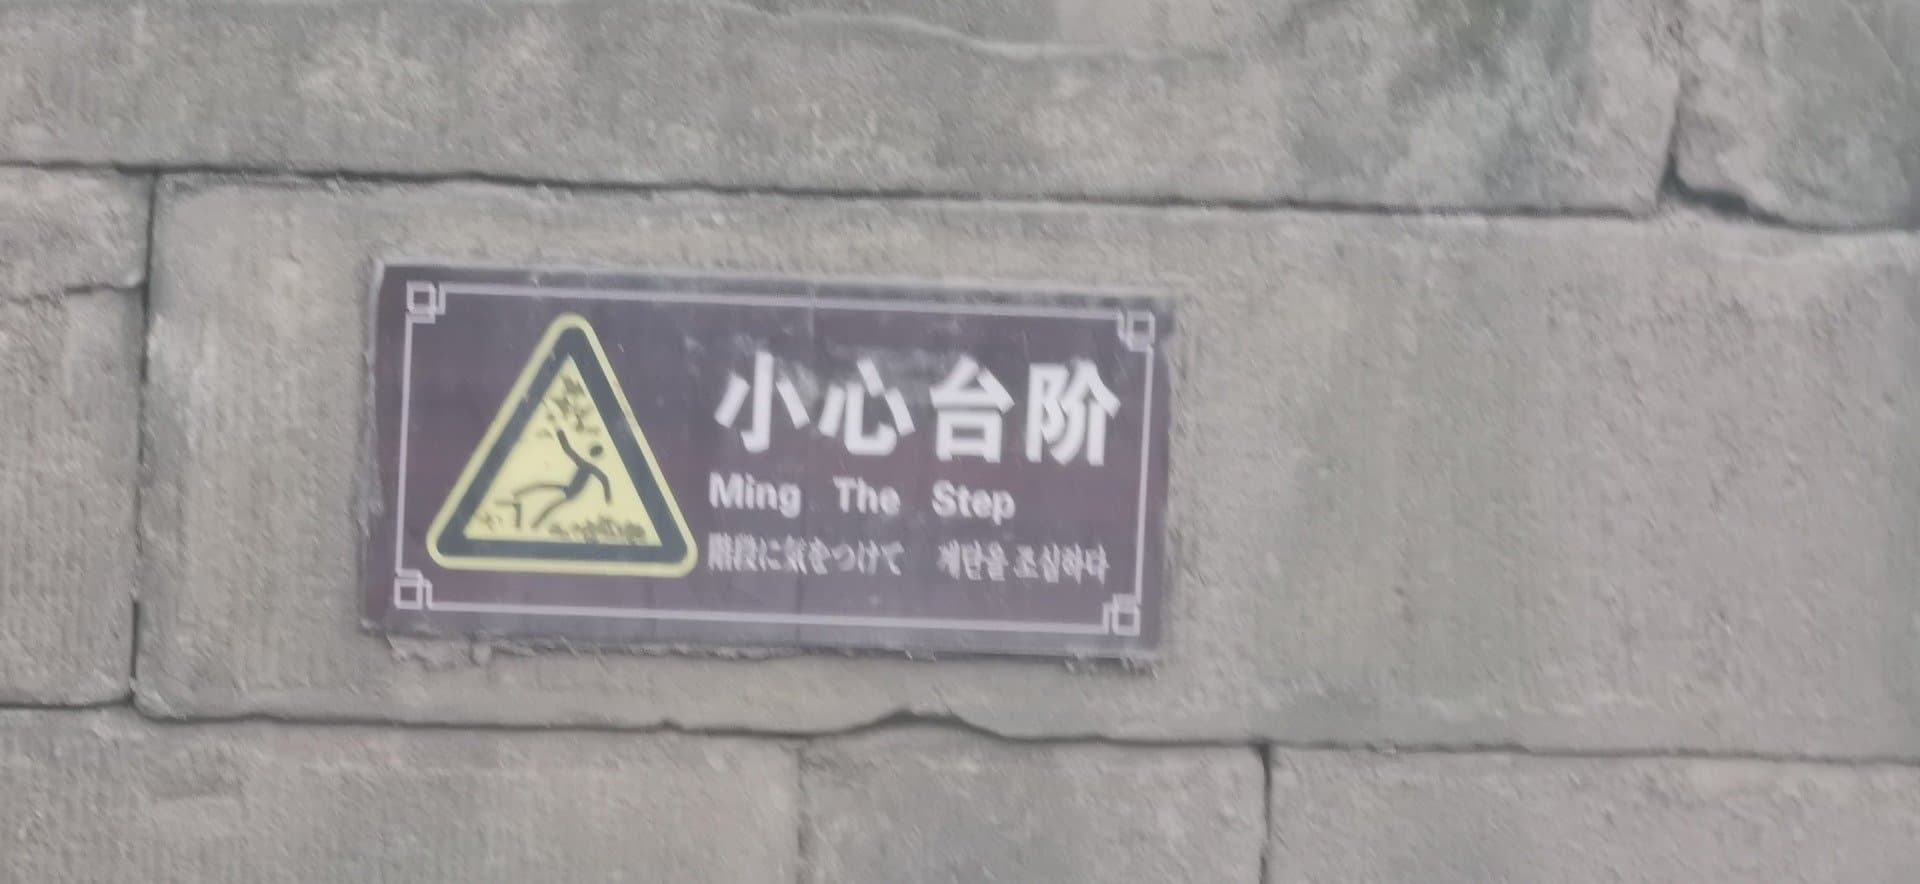 小心台阶
Ming The Step
階段に気をつけて 계단을 조심하다